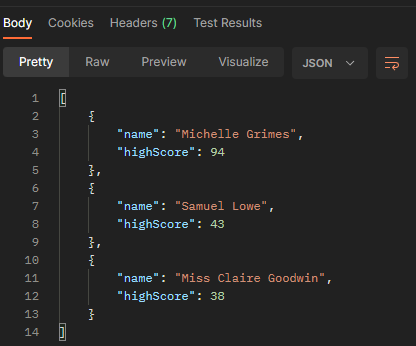 Body Cookies Headers (7) Test Results
Pretty Raw Preview Visualize JSON
1 [
2 {
3 "name": "Michelle Grimes",
4 "highScore": 94
5 },
6 {
7 "name": "Samuel Lowe",
8 "highScore": 43
9 },
10 {
11 "name": "Miss Claire Goodwin",
12 "highScore": 38
13 }
14 ]